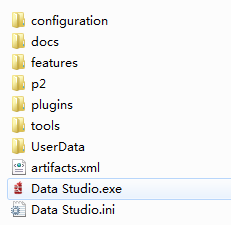 configuration
docs
features
p2
plugins
tools
UserData
artifacts.xml
Data Studio.exe
Data Studio.ini